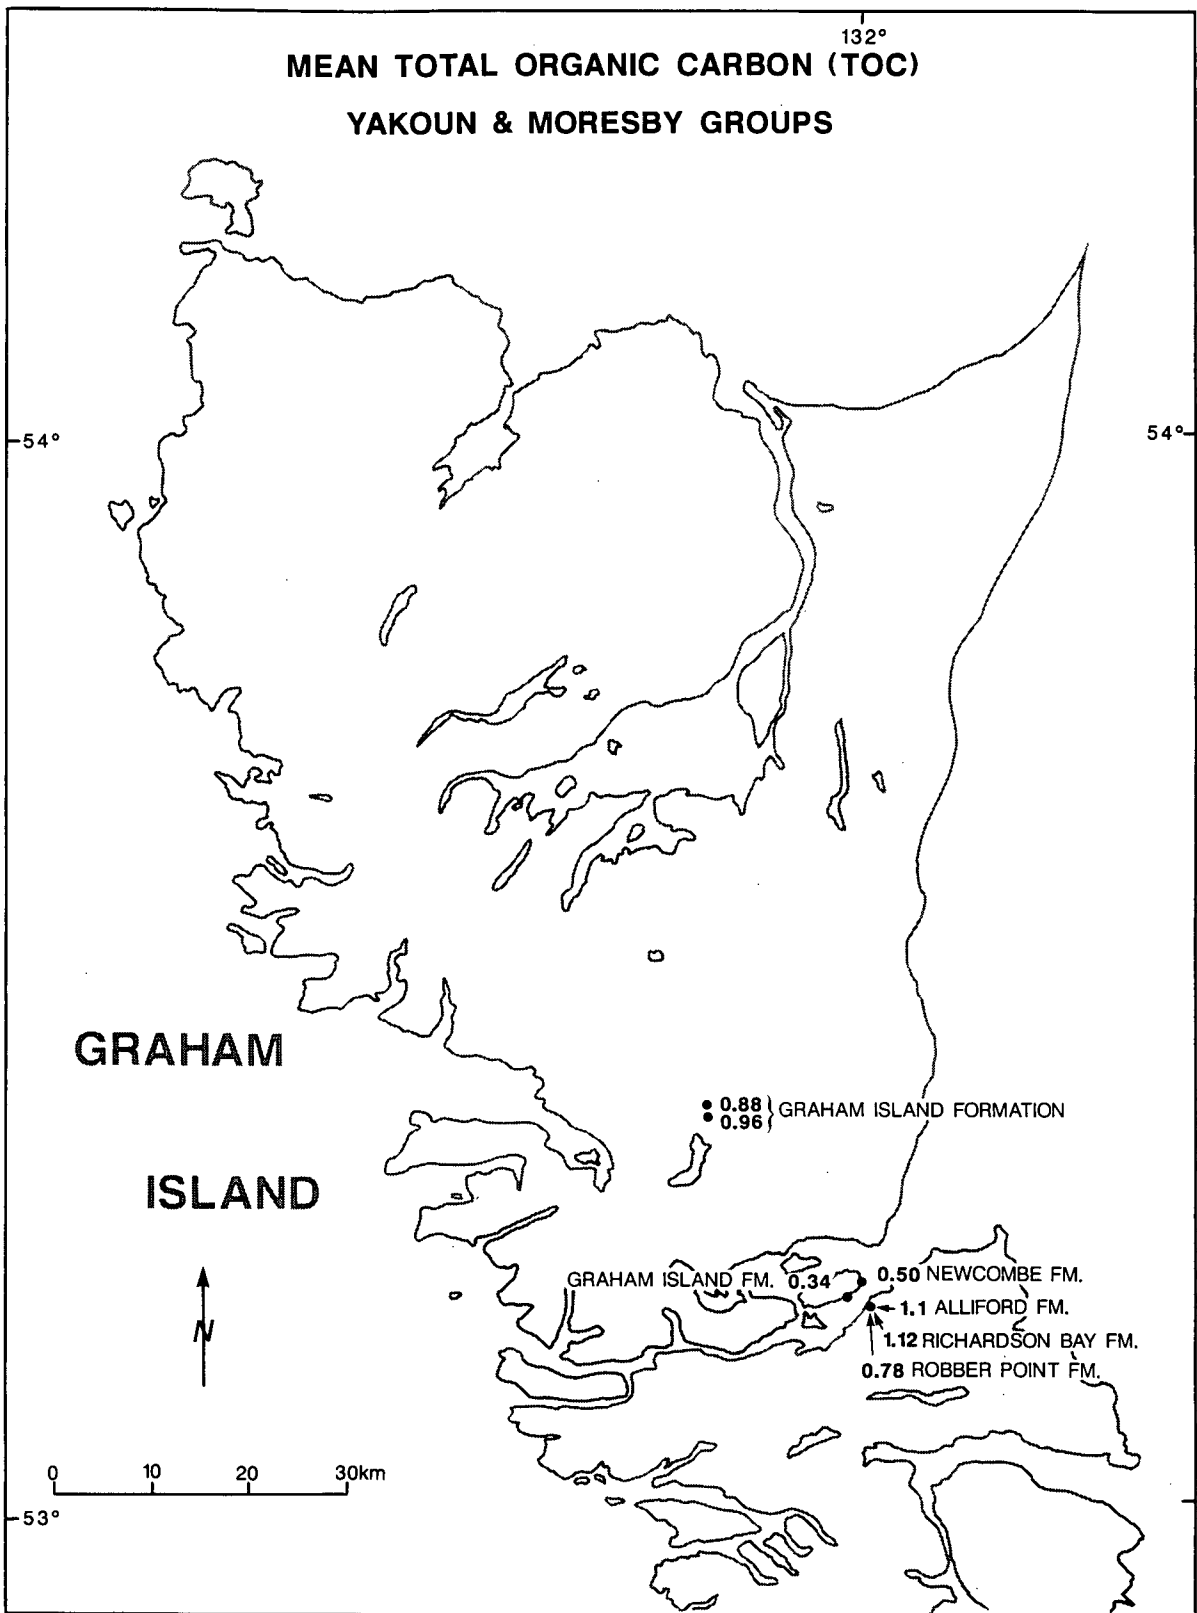 132°
MEAN TOTAL ORGANIC CARBON (TOC)
YAKOUN & MORESBY GROUPS
54°
54°
GRAHAM
ISLAND
0.88
0.96
GRAHAM ISLAND FORMATION
GRAHAM ISLAND FM. 0.34
0.50 NEWCOMBE FM.
1.1 ALLIFORD FM.
1.12 RICHARDSON BAY FM.
0.78 ROBBER POINT FM.
N
0 10 20 30km
53°